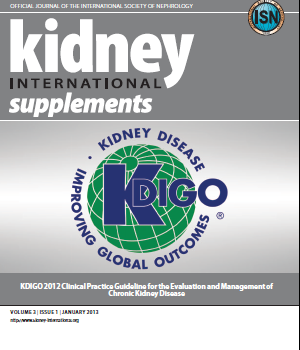 OFFICIAL JOURNAL OF THE INTERNATIONAL SOCIETY OF NEPHROLOGY
ISN
kidney
INTERNATIONAL
supplements
• KIDNEY DISEASE •
KDIGO
IMPROVING GLOBAL OUTCOMES
®
KDIGO 2012 Clinical Practice Guideline for the Evaluation and Management of
Chronic Kidney Disease
VOLUME 3 | ISSUE 1 | JANUARY 2013
http://www.kidney-international.org